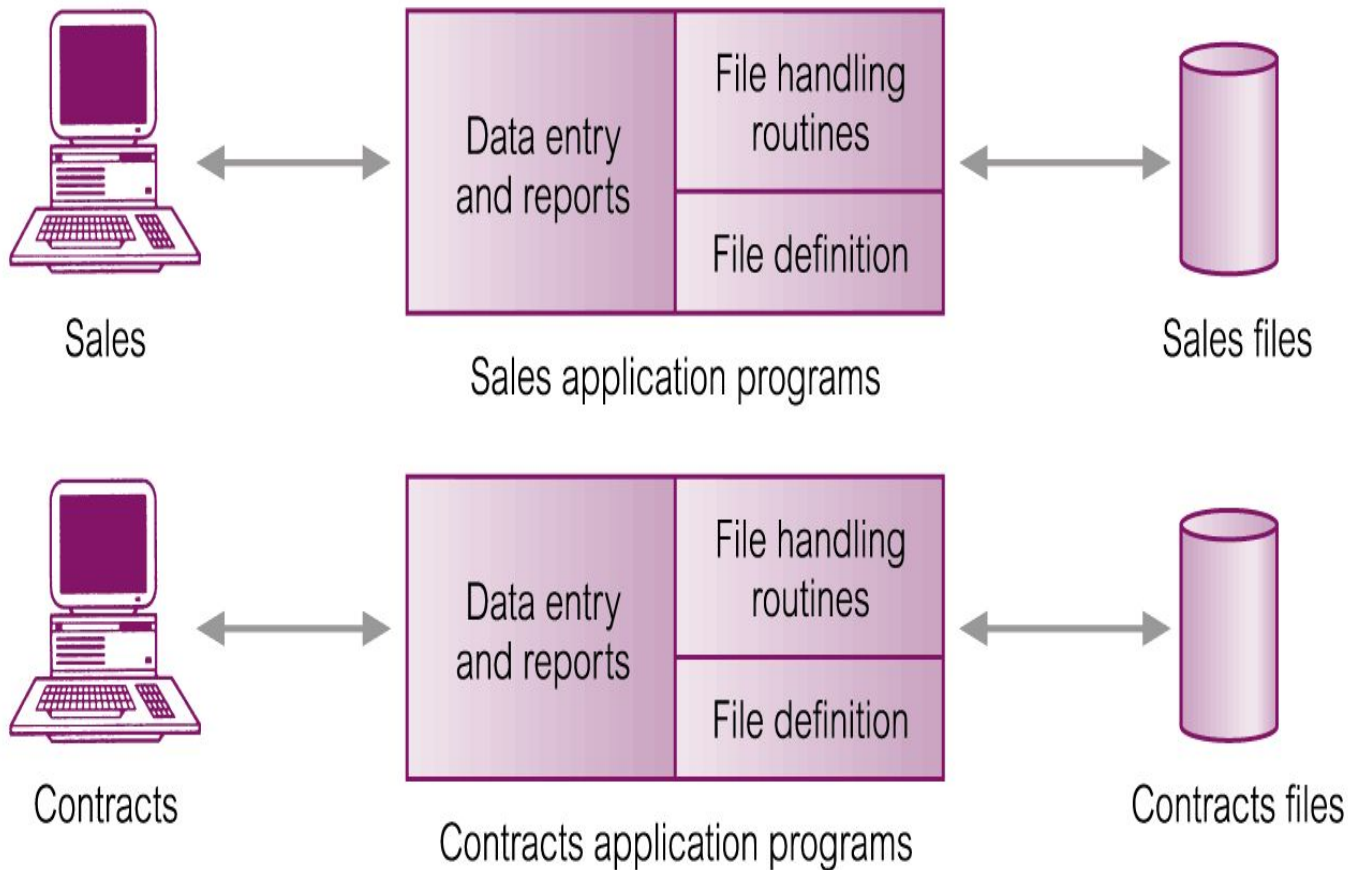 Data entry
and reports
File handling
routines
File definition
Sales
Sales application programs
Sales files
Data entry
and reports
File handling
routines
File definition
Contracts
Contracts application programs
Contracts files